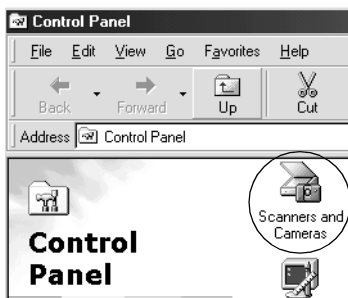 Control Panel
File Edit View Go Favorites Help
Back Forward Up Cut
Address Control Panel
Scanners and
Cameras
Control
Panel